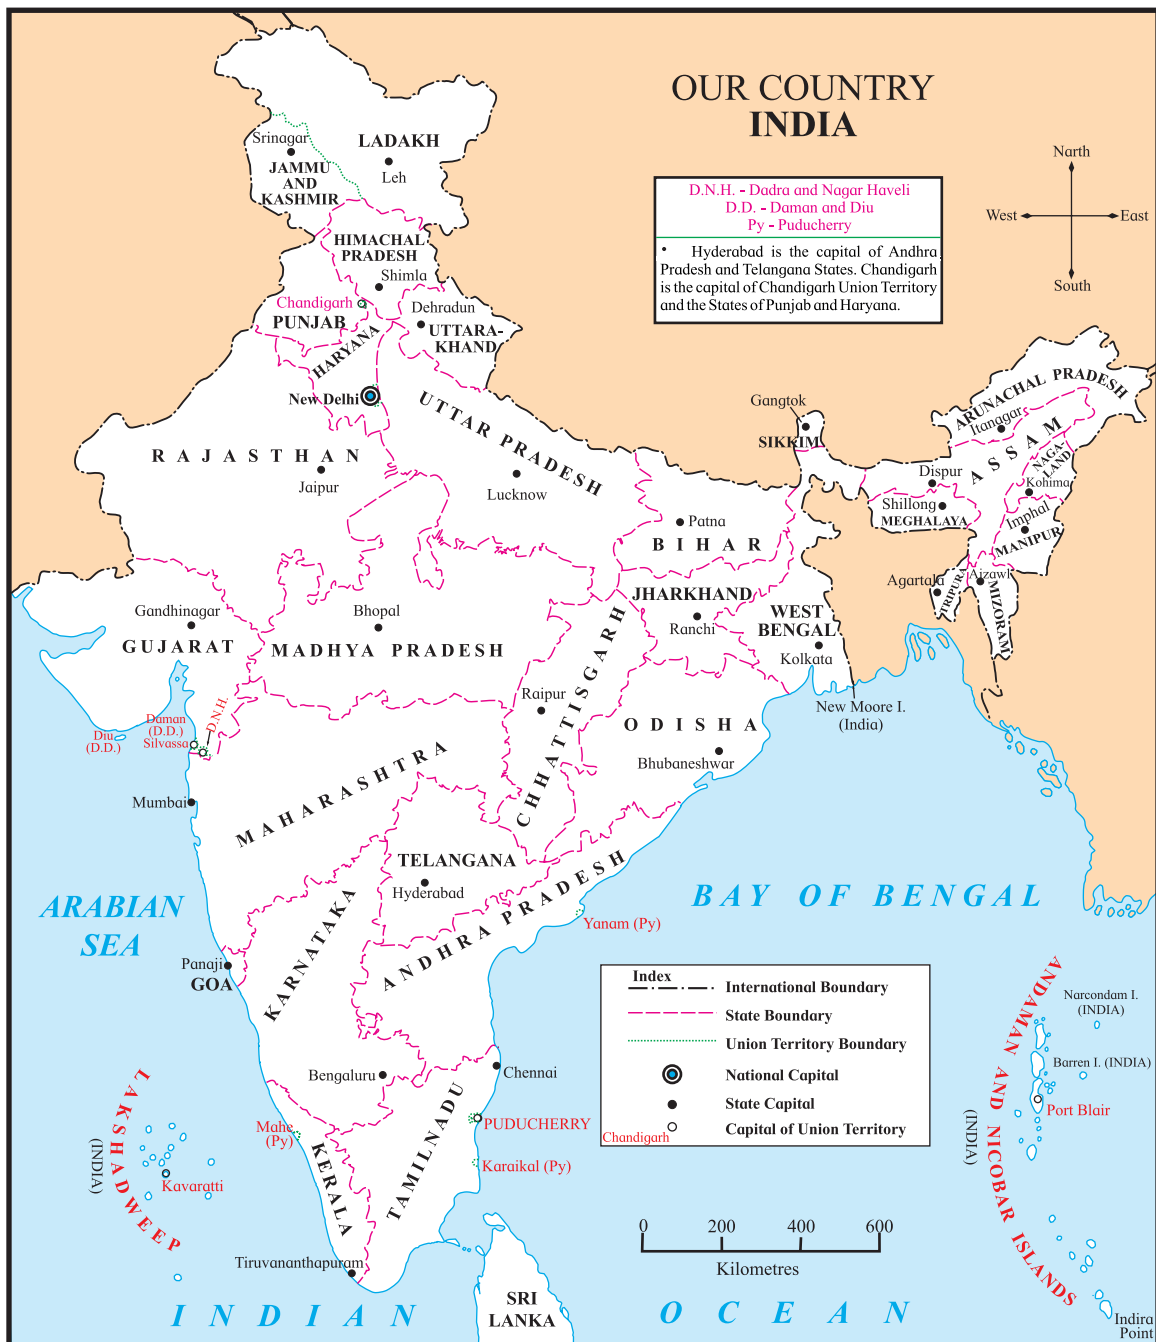 OUR COUNTRY
INDIA
Narth
West
East
South
D.N.H. - Dadra and Nagar Haveli
D.D. - Daman and Diu
Py - Puducherry
• Hyderabad is the capital of Andhra
Pradesh and Telangana States. Chandigarh
is the capital of Chandigarh Union Territory
and the States of Punjab and Haryana.
Srinagar
JAMMU
AND
KASHMIR
LADAKH
Leh
HIMACHAL
PRADESH
Shimla
Chandigarh
PUNJAB
Dehradun
UTTARA-
KHAND
HARYANA
New Delhi
UTTAR PRADESH
Lucknow
RAJASTHAN
Jaipur
Gangtok
SIKKIM
ARUNACHAL PRADESH
Itanagar
ASSAM
Dispur
NAGA-
LAND
Kohima
Shillong
MEGHALAYA
Imphal
MANIPUR
Agartala
TRIPURA
Aizawl
MIZORAM
Patna
BIHAR
JHARKHAND
Ranchi
WEST
BENGAL
Kolkata
New Moore I.
(India)
Gandhinagar
GUJARAT
Bhopal
MADHYA PRADESH
CHHATTISGARH
Raipur
ODISHA
Bhubaneshwar
Daman
(D.D.)
Diu
(D.D.)
Silvassa
D.N.H.
Mumbai
MAHARASHTRA
TELANGANA
Hyderabad
ANDHRA PRADESH
Yanam (Py)
ARABIAN
SEA
BAY OF BENGAL
KARNATAKA
Panaji
GOA
Bengaluru
Chennai
TAMILNADU
PUDUCHERRY
Karaikal (Py)
Mahe
(Py)
KERALA
Tiruvananthapuram
LAKSHADWEEP
(INDIA)
Kavaratti
Index
International Boundary
State Boundary
Union Territory Boundary
National Capital
State Capital
Chandigarh
Capital of Union Territory
ANDAMAN AND NICOBAR ISLANDS
(INDIA)
Narcondam I.
(INDIA)
Barren I. (INDIA)
Port Blair
Indira
Point
0 200 400 600
Kilometres
SRI
LANKA
INDIAN OCEAN